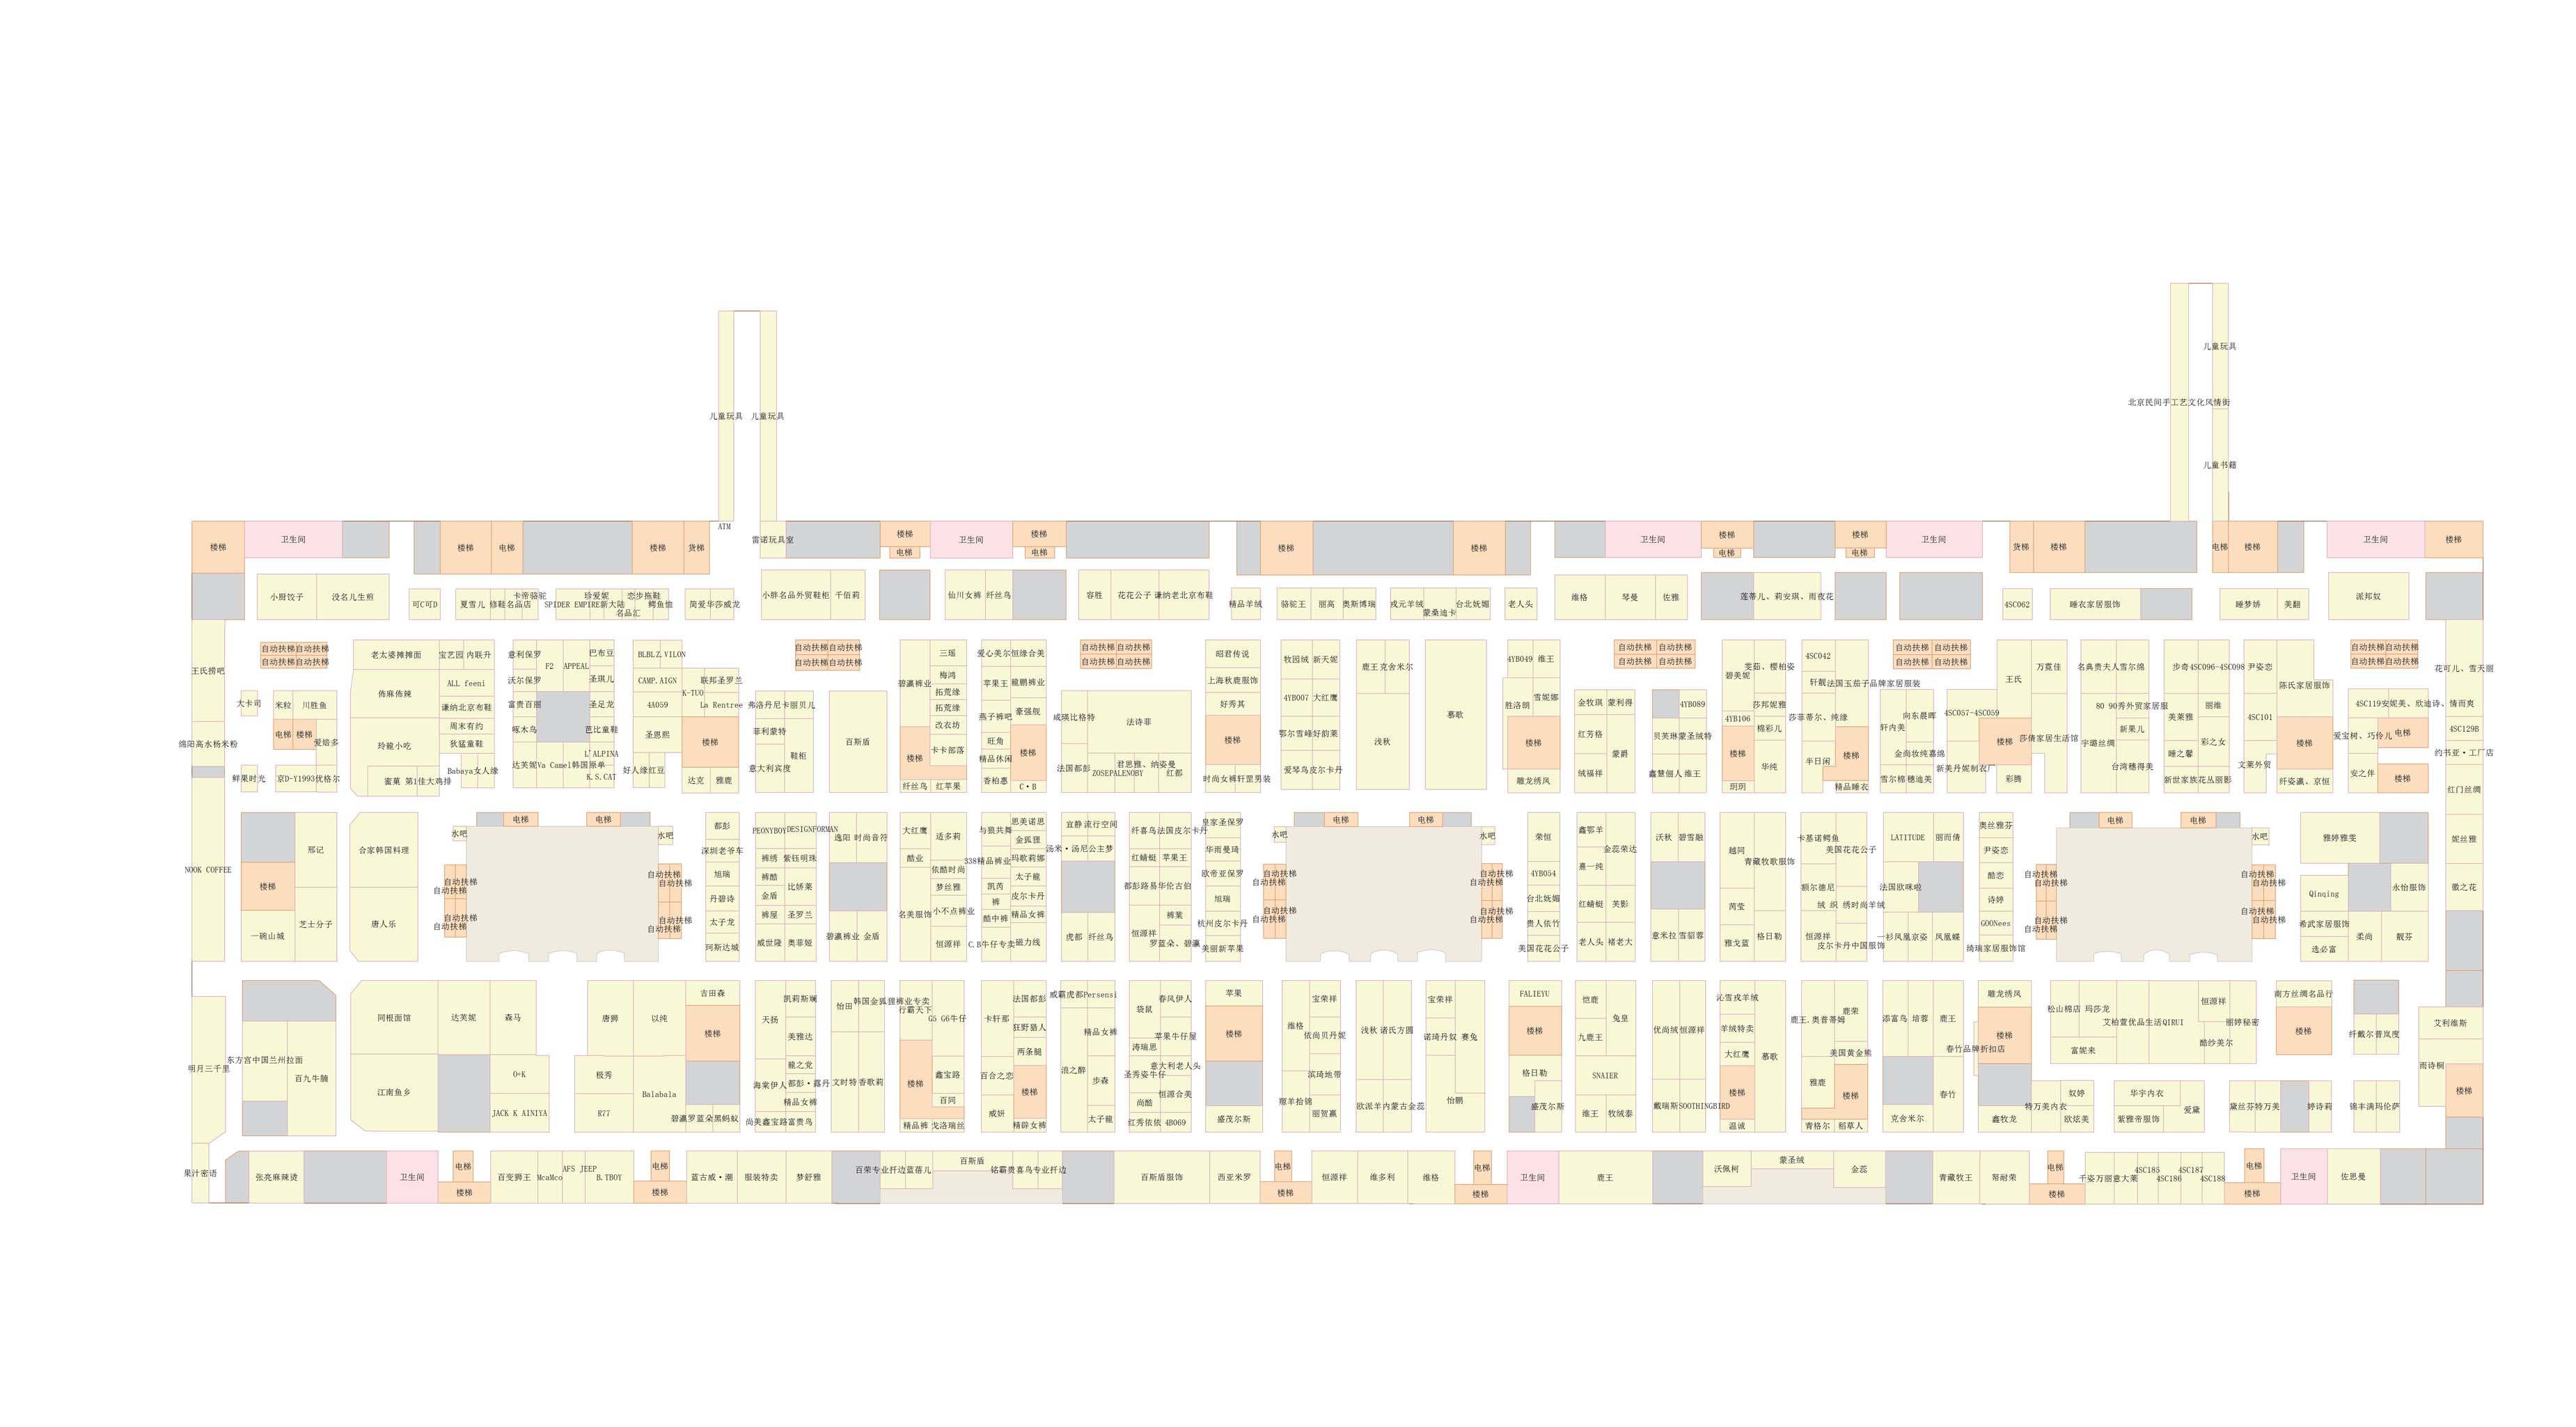 儿童玩具
北京民间手工艺文化风情街
儿童玩具 儿童玩具
儿童书籍
ATM
楼梯 卫生间 楼梯 电梯 楼梯 货梯 雷诺玩具室 楼梯 电梯 卫生间 楼梯 电梯 楼梯 楼梯 卫生间 楼梯 电梯 楼梯 电梯 卫生间 货梯 楼梯 电梯 楼梯 卫生间 楼梯
小厨饺子 没名儿生煎 可C可D 夏雪儿 修鞋名品店 卡帝骆驼 SPIDER EMPIRE 珍爱妮 新大陆 名品汇 恋步拖鞋 鳄鱼恤 简爱华莎威龙 小胖名品外贸鞋柜 千佰莉 仙川女裤 纤丝鸟 容胜 花花公子 谦纳老北京布鞋 精品羊绒 骆驼王 丽高 奥斯博瑞 戎元羊绒 蒙桑迪卡 台北妩媚 老人头 维格 琴曼 佐雅 莲蒂儿、莉安琪、雨夜花 4SC062 睡衣家居服饰 睡梦娇 美翻 派邦奴
王氏捞吧
绵阳高水杨米粉
NOOK COFFEE
明月三千里
果汁密语
自动扶梯 自动扶梯
自动扶梯 自动扶梯
大卡司 米粒 川胜鱼
电梯 楼梯 爱焙多
鲜果时光 京D-Y1993 优格尔
老太婆摊摊面 宝艺园 内联升
佈麻佈辣 ALL feeni
谦纳北京布鞋
玲龍小吃 周末有约
狄猛童鞋
蜜菓 第1佳大鸡排 Babaya女人缘
意利保罗 F2 APPEAL 巴布豆
沃尔保罗 圣琪儿
富贵百丽 圣足龙
啄木鸟 芭比童鞋
达芙妮 Va Camel 韩国原单 L'ALPINA
K.S.CAT
BLBLZ VILON
CAMP.AIGN K-TUO 联邦圣罗兰
4A059 La Rentree
圣恩熙 楼梯
好人缘 红豆 达克 雅鹿
自动扶梯 自动扶梯
自动扶梯 自动扶梯
弗洛丹尼 卡丽贝儿
菲利蒙特 鞋柜
意大利宾度
百斯盾
碧瀛裤业 三瑶
梅鸿
拓荒缘
拓荒缘
改衣坊
楼梯 卡卡部落
纤丝鸟 红苹果
爱心美尔 恒缘合美
苹果王 龍鹏裤业
燕子裤吧 豪强舰
旺角 楼梯
精品休闲
香柏惠 C·B
自动扶梯 自动扶梯
自动扶梯 自动扶梯
威瑛比格特 法诗菲
法国都彭 ZOSEPALENOBY 君思雅、纳姿曼 红都
昭君传说
上海秋鹿服饰
好秀其
楼梯
时尚女裤 轩罡男装
牧园绒 新天妮
4YB007 大红鹰
鄂尔雪峰 好韵莱
爱琴鸟 皮尔卡丹
鹿王 克舍米尔
浅秋
慕歌
4YB049 维王
胜洛朗 雪妮娜
楼梯
雕龙绣凤
自动扶梯 自动扶梯
自动扶梯 自动扶梯
金牧琪 蒙利得
红芳格 蒙爵
绒福祥
4YB089
贝芙琳 蒙圣绒特
鑫慧俪人 维王
碧美妮 雯茹、樱柏姿
莎邦妮雅
4YB106 棉彩儿
楼梯 华纯
玥玥
4SC042
轩靓 法国玉茄子品牌家居服装
莎菲蒂尔、纯缘
半日闲 楼梯
精品睡衣
自动扶梯 自动扶梯
自动扶梯 自动扶梯
轩内美 向东晨晖 4SC057-4SC059
金尚妆 纯嘉绵
雪尔棉 穗迪美 新美丹妮制衣厂
王氏 万霓佳
楼梯 莎倩家居生活馆
彩腾
名典贵夫人 雪尔绵
80 90秀外贸家居服
宇璐丝绸 新果儿
台湾穗得美
步奇 4SC096-4SC098
美莱雅 丽维
睡之馨 彩之女
新世家族 花丛丽影
尹姿恋 陈氏家居服饰
4SC101
文莱外贸 楼梯
纤姿瀛、京恒
自动扶梯 自动扶梯
自动扶梯 自动扶梯
4SC119 安妮美、欣迪诗、情而爽
爱宝树、巧伶儿 电梯
安之伴 楼梯
花可儿、雪天丽
4SC129B
约书亚·工厂店
红门丝绸
妮丝雅
徽之花
邢记
楼梯
一碗山城 芝士分子
合家韩国料理
唐人乐
水吧 电梯 电梯 水吧
自动扶梯 自动扶梯 自动扶梯 自动扶梯
自动扶梯 自动扶梯 自动扶梯 自动扶梯
都彭
深圳老爷车
旭瑞
丹碧诗
太子龙
珂斯达域
PEONYBOY DESIGNFORMAN
裤绣 紫钰明珠
裤酷 比娇莱
金盾
裤屋 圣罗兰
威世隆 奥菲娅
逸阳 时尚音符
碧瀛裤业 金盾
大红鹰 适多莉
酷业 依酷时尚
梦丝雅
名美服饰 小不点裤业
恒源祥
与狼共舞 思美诺思
金狐狸
338精品裤业 玛歌莉娜
太子龍
凯芮 皮尔卡丹
裤 精品女裤
酷中裤
C.B牛仔专卖 磁力线
宜静 流行空间
汤米·汤尼 公主梦
虎都 纤丝鸟
纤喜鸟 法国皮尔卡丹
红蜻蜓 苹果王
都彭路易 华伦古伯
裤業
恒源祥 罗蓝朵、碧瀛
皇家圣保罗
华雨曼琦
欧帝亚保罗
旭瑞
杭州皮尔卡丹
美丽新苹果
水吧 电梯 电梯 水吧
自动扶梯 自动扶梯 自动扶梯 自动扶梯
自动扶梯 自动扶梯 自动扶梯 自动扶梯
荣恒
4YB054
台北妩媚
贵人依竹
美国花花公子
鑫鄂羊 金蕊荣达
熹一纯
红蜻蜓 芙影
老人头 褚老大
沃秋 碧雪融
意米拉 雪貂蓉
越同 青藏牧歌服饰
芮莹
雅戈蓝 格日勒
卡基诺鳄鱼
美国花花公子
额尔德尼
绒 织 绣时尚羊绒
恒源祥
皮尔卡丹中国服饰
LATITUDE 丽而倩
法国欧咪啦
一衫凤凰 京姿 凤凰蝶
奥丝雅芬
尹姿恋
酷恋
诗婷
GOONees
绮瑞家居服饰馆
电梯 电梯 水吧
自动扶梯 自动扶梯 自动扶梯 自动扶梯
自动扶梯 自动扶梯 自动扶梯 自动扶梯
雅婷雅雯
Qinqing 永怡服饰
希武家居服饰
选必富 柔尚 靓芬
东方宫中国兰州拉面
百九牛腩
同根面馆 达芙妮 森马
江南鱼乡 O+K
JACK K AINIYA
唐狮 以纯 吉田森
楼梯
极秀
R77 Balabala
碧瀛 罗蓝朵 黑蚂蚁
天扬 凯莉斯斓
美雅达
龍之党
海棠伊人 都彭·露丹
精品女裤
尚美 鑫宝路 富贵鸟
怡田 韩国金狐狸裤业专卖
文时特 香歌莉
行霸天下 G5 G6牛仔
楼梯 鑫宝路
百同
精品裤 戈洛瑞丝
卡轩那 法国都彭
狂野猎人
两条腿
百合之恋 楼梯
威妍 精辟女裤
威霸虎都 Persensi
精品女裤
浪之醉 步森
太子龍
袋鼠 春风伊人
涛瑞思 苹果牛仔屋
圣秀姿牛仔 意大利老人头
尚酷 恒源合美
红秀依依 4B069
苹果
楼梯
盛茂尔斯
维格 宝荣祥
依尚贝丹妮
滨琦地带
鄢羊拾锦 丽贺赢
浅秋 诺氏方圆
欧派羊 内蒙古金蕊
宝荣祥
诺琦丹奴 赛兔
怡鹏
FALIEYU
楼梯
格日勒
盛茂尔斯
恺鹿 兔皇
九鹿王
SNAIER
维王 牧绒泰
优尚绒 恒源祥
戴瑞斯 SOOTHINGBIRD
沁雪戎羊绒
羊绒特卖
大红鹰 慕歌
楼梯
温诚
鹿王.奥普蒂姆 鹿荣
美国黄金熊
雅鹿 楼梯
青格尔 稻草人
添富鸟 培蓉 鹿王
克舍米尔 春竹
雕龙绣凤
楼梯
春竹品牌折扣店
鑫牧龙
松山棉店 玛莎龙 艾柏萱优品生活 QIRUI 恒源祥
富妮来 丽婷秘密
酷纱美尔
奴婷
特万美内衣 欧炫美
华宇内衣
紫雅帝服饰 爱黛
南方丝绸名品行
楼梯
黛丝芬 特万美 婷诗莉
纤戴尔 普岚度
锦丰满 玛伦萨
艾利维斯
雨诗柯 楼梯
张亮麻辣烫 卫生间 电梯 楼梯 百变狮王 McaMco AFS JEEP B.TBOY 电梯 楼梯 蓝古威·潮 服装特卖 梦舒雅 百荣专业扦边 蓝蓓儿 百斯盾 铭霸 贵喜鸟 专业扦边 百斯盾服饰 西亚米罗 电梯 楼梯 恒源祥 维多利 维格 电梯 楼梯 卫生间 鹿王 沃佩柯 蒙圣绒 金蕊 青藏牧王 帑耐荣 电梯 楼梯 千姿万丽 意大莱 4SC185 4SC186 4SC187 4SC188 电梯 楼梯 卫生间 佐思曼